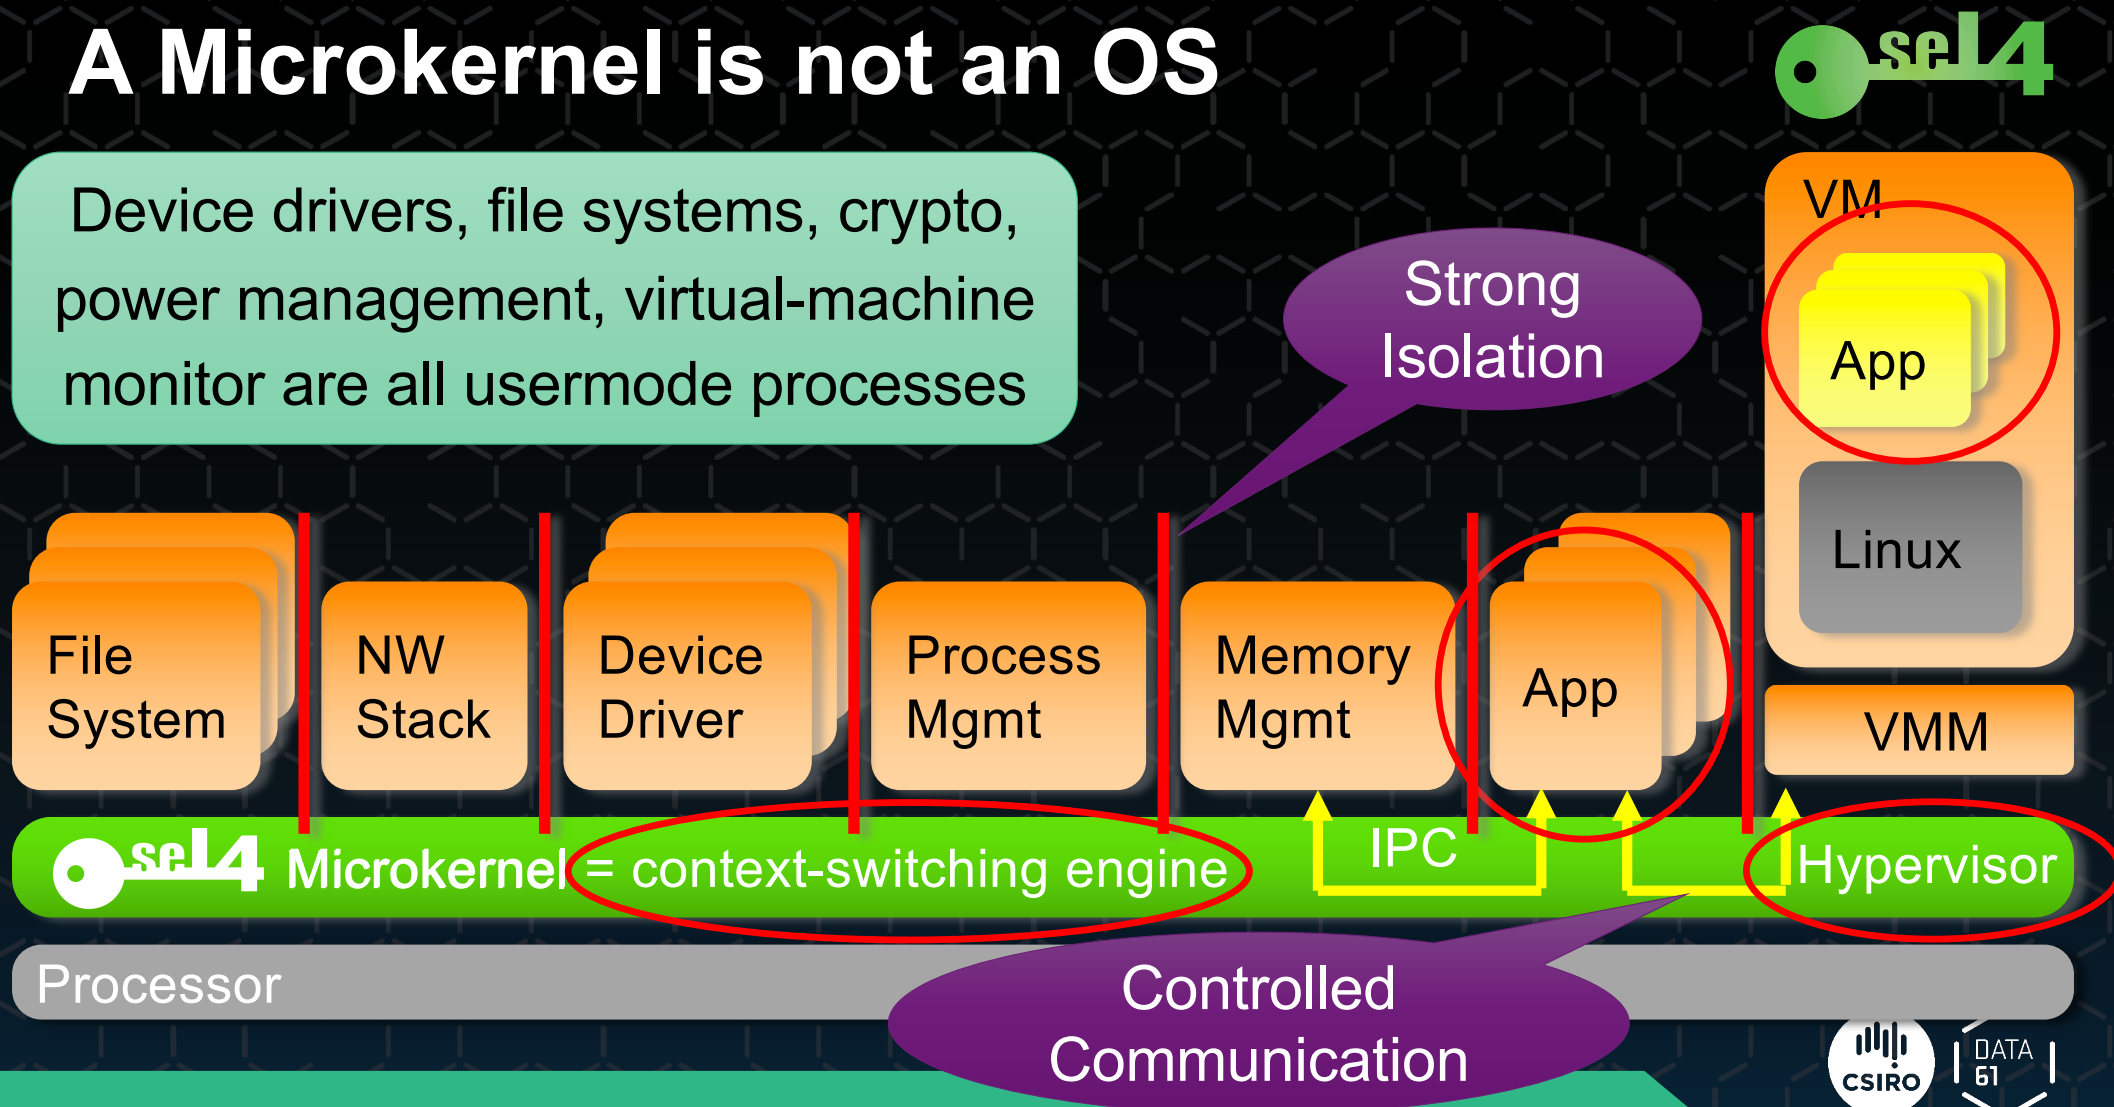 A Microkernel is not an OS
seL4
Device drivers, file systems, crypto,
power management, virtual-machine
monitor are all usermode processes
Strong
Isolation
VM
App
Linux
File
System
NW
Stack
Device
Driver
Process
Mgmt
Memory
Mgmt
App
VMM
seL4 Microkernel = context-switching engine
IPC
Hypervisor
Processor
Controlled
Communication
CSIRO
DATA
61